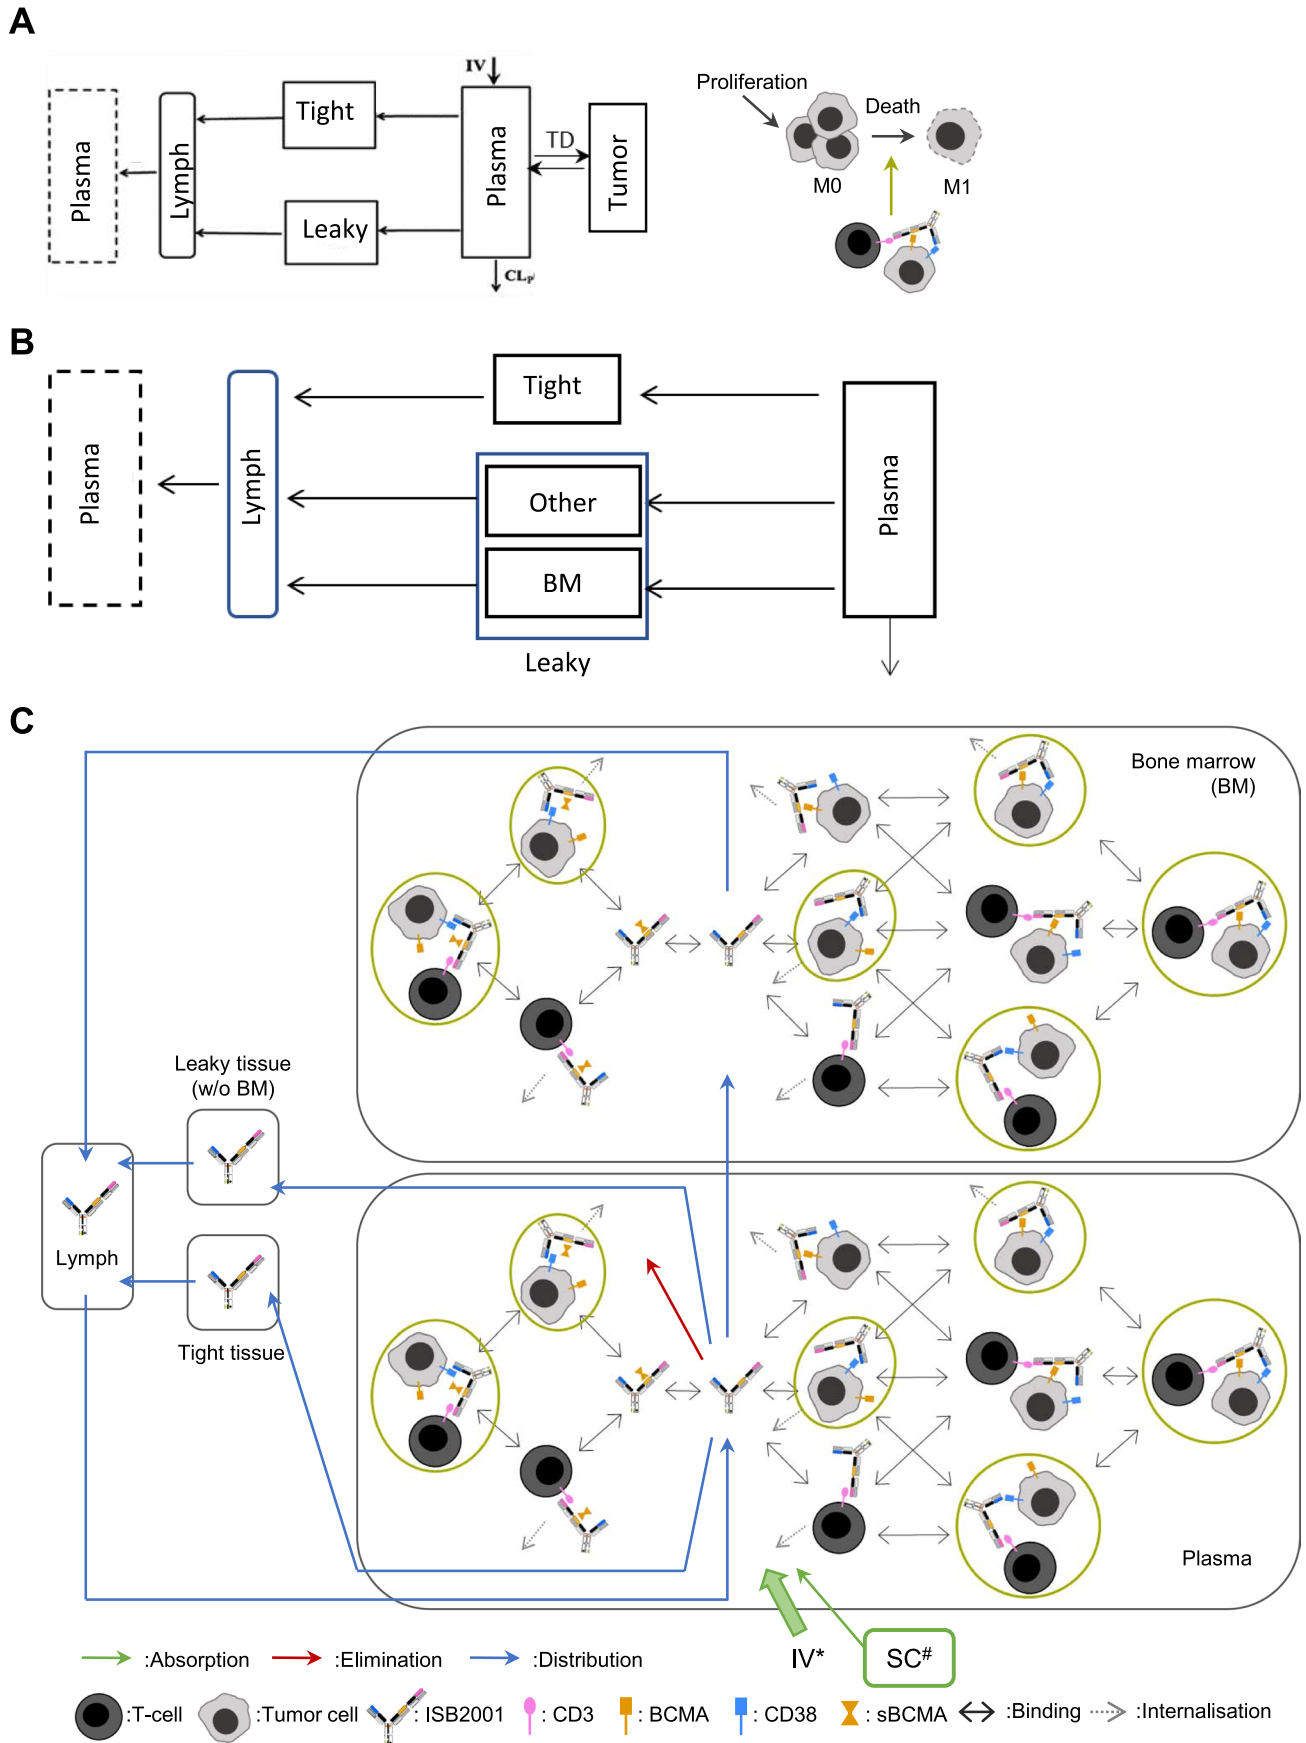 A
IV
Tight
Plasma
Lymph
Plasma
TD
Tumor
Leaky
CLp
Proliferation
Death
M0
M1
B
Tight
Plasma
Lymph
Other
Plasma
BM
Leaky
C
Bone marrow
(BM)
Leaky tissue
(w/o BM)
Lymph
Tight tissue
Plasma
IV*
SC#
:Absorption
:Elimination
:Distribution
:T-cell
:Tumor cell
: ISB2001
: CD3
: BCMA
: CD38
: sBCMA
:Binding
:Internalisation